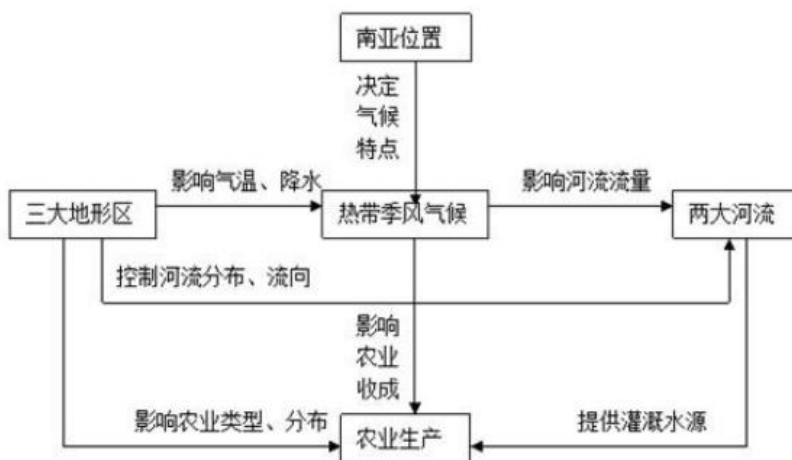 南亚位置
决定
气候
特点
影响气温、降水
影响河流流量
三大地形区
热带季风气候
两大河流
控制河流分布、流向
影响
农业
收成
影响农业类型、分布
提供灌溉水源
农业生产